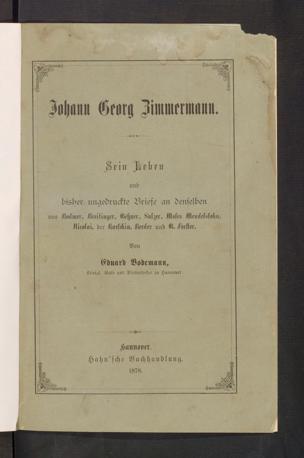 Johann Georg Zimmermann.
Sein Leben
und
bisher ungedruckte Briefe an denselben
von Bodmer, Breitinger, Geßner, Sulzer, Moses Mendelssohn,
Nicolai, der Karschin, Herder und G. Forster.
Von
Eduard Bodemann,
Königl. Rath und Bibliothekar zu Hannover
Hannover.
Hahn'sche Buchhandlung.
1878.